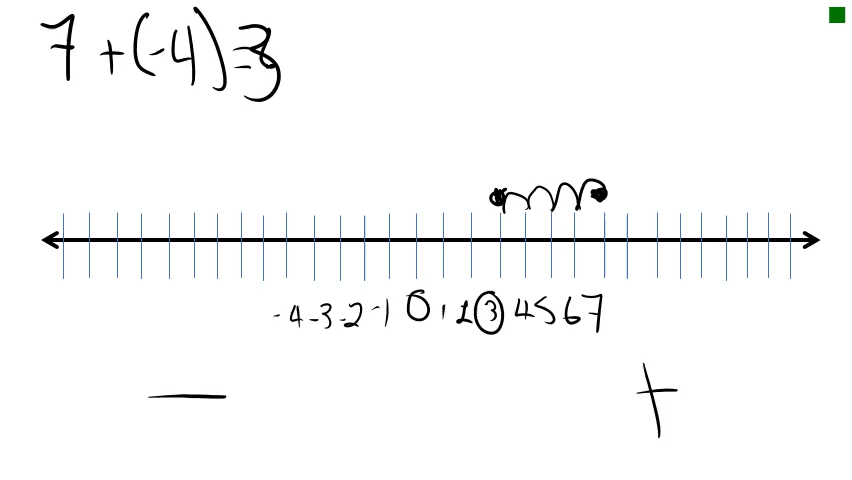 7 + (-4) = 3
-4 -3 -2 -1 0 1 2 3 4 5 6 7
— +